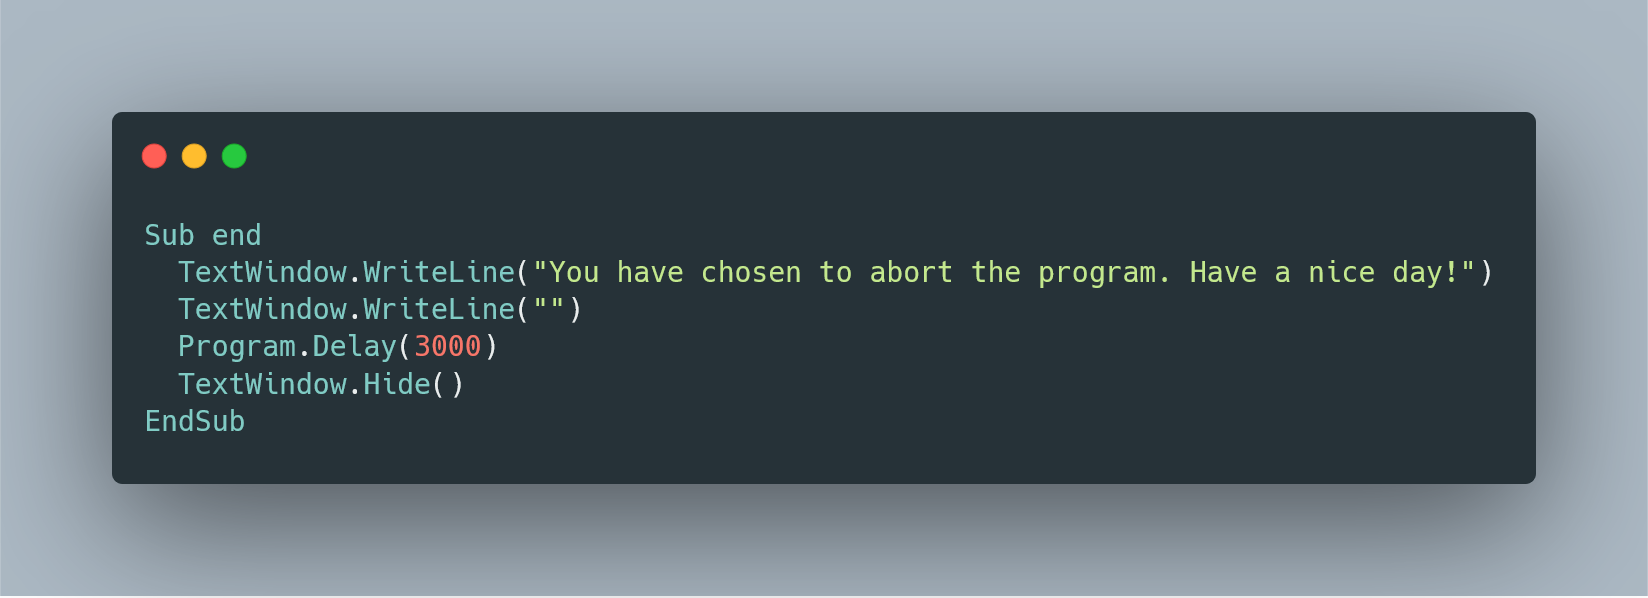 Sub end
  TextWindow.WriteLine("You have chosen to abort the program. Have a nice day!")
  TextWindow.WriteLine("")
  Program.Delay(3000)
  TextWindow.Hide()
EndSub